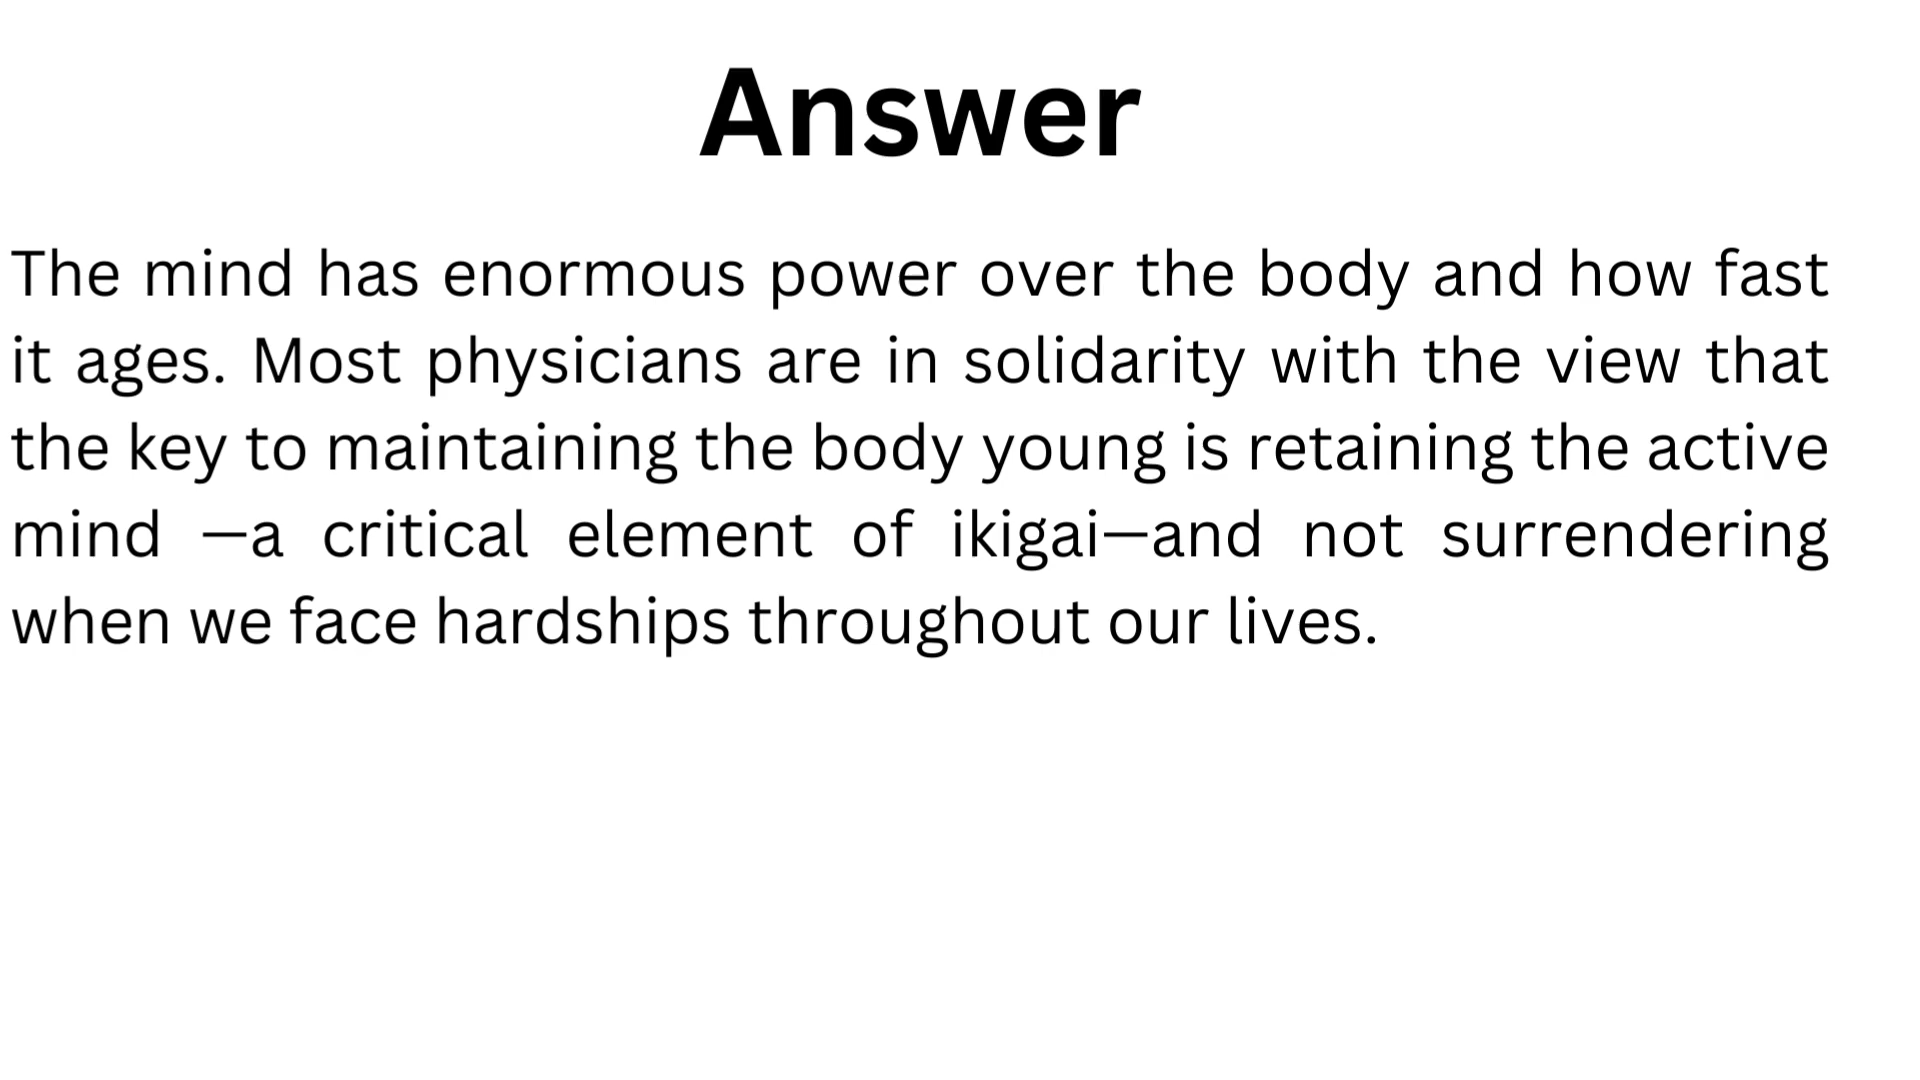 Answer
The mind has enormous power over the body and how fast
it ages. Most physicians are in solidarity with the view that
the key to maintaining the body young is retaining the active
mind —a critical element of ikigai—and not surrendering
when we face hardships throughout our lives.